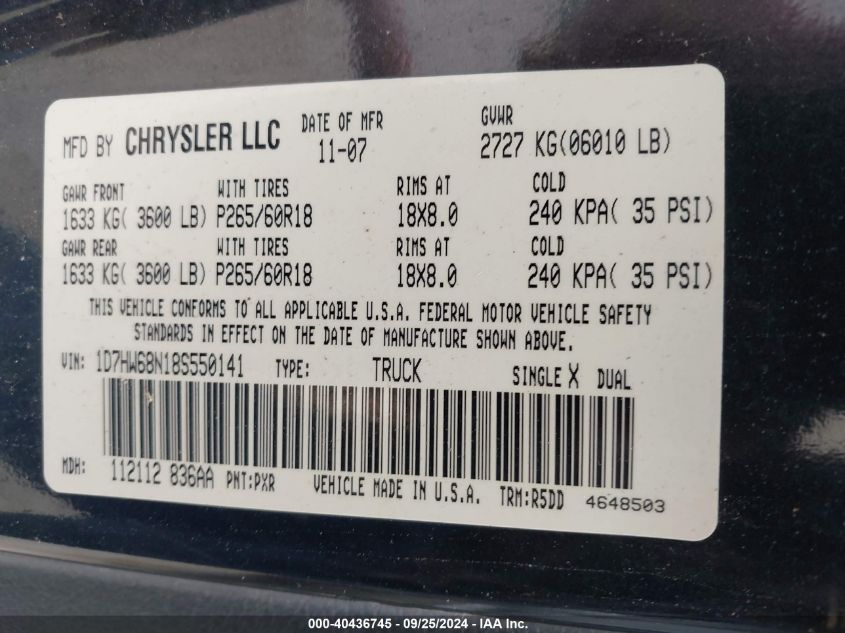 MFD BY CHRYSLER LLC DATE OF MFR GVWR
11-07 2727 KG(06010 LB)
GAWR FRONT WITH TIRES RIMS AT COLD
1633 KG( 3600 LB) P265/60R18 18X8.0 240 KPA( 35 PSI)
GAWR REAR WITH TIRES RIMS AT COLD
1633 KG( 3600 LB) P265/60R18 18X8.0 240 KPA( 35 PSI)
THIS VEHICLE CONFORMS TO ALL APPLICABLE U.S.A. FEDERAL MOTOR VEHICLE SAFETY
STANDARDS IN EFFECT ON THE DATE OF MANUFACTURE SHOWN ABOVE.
VIN: 1D7HW68N18S550141 TYPE: TRUCK SINGLE X DUAL
MDH: 112112 836AA PNT:PXR VEHICLE MADE IN U.S.A. TRM:R5DD 4648503
000-40436745 - 09/25/2024 - IAA Inc.